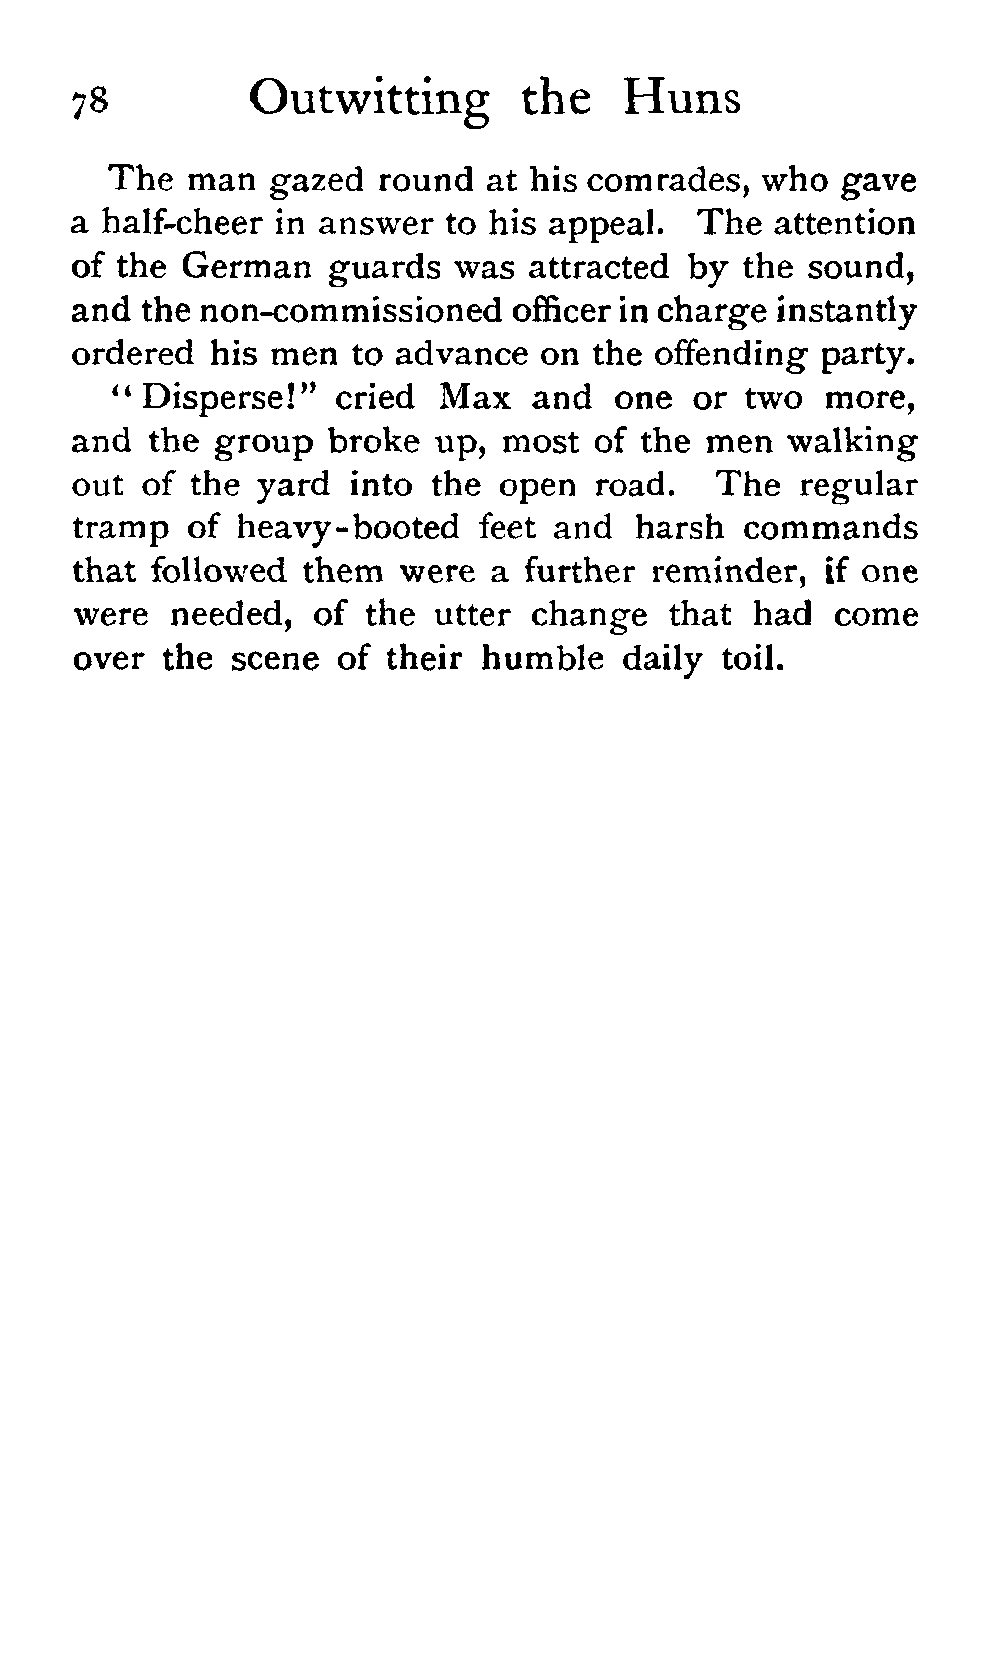 78 Outwitting the Huns
The man gazed round at his comrades, who gave
a half-cheer in answer to his appeal. The attention
of the German guards was attracted by the sound,
and the non-commissioned officer in charge instantly
ordered his men to advance on the offending party.
"Disperse!" cried Max and one or two more,
and the group broke up, most of the men walking
out of the yard into the open road. The regular
tramp of heavy-booted feet and harsh commands
that followed them were a further reminder, if one
were needed, of the utter change that had come
over the scene of their humble daily toil.